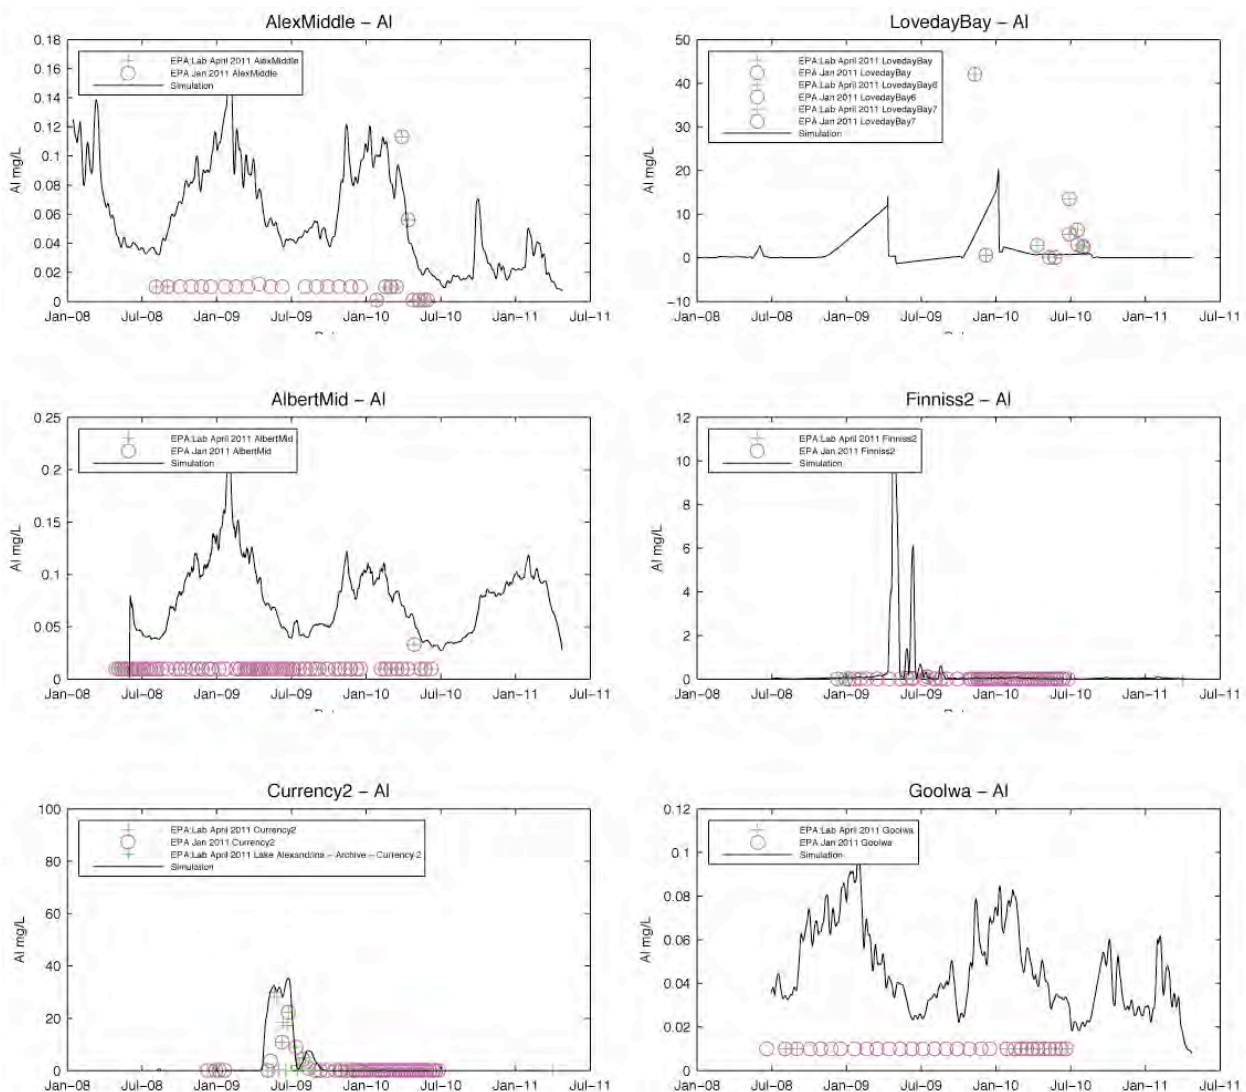 AlexMiddle – Al
EPA:Lab April 2011 AlexMiddle
EPA Jan 2011 AlexMiddle
Simulation
Al mg/L
0.18
0.16
0.14
0.12
0.1
0.08
0.06
0.04
0.02
0
Jan–08 Jul–08 Jan–09 Jul–09 Jan–10 Jul–10 Jan–11 Jul–11
LovedayBay – Al
EPA:Lab April 2011 LovedayBay
EPA Jan 2011 LovedayBay
EPA:Lab April 2011 LovedayBay6
EPA Jan 2011 LovedayBay6
EPA:Lab April 2011 LovedayBay7
EPA Jan 2011 LovedayBay7
Simulation
Al mg/L
50
40
30
20
10
0
–10
Jan–08 Jul–08 Jan–09 Jul–09 Jan–10 Jul–10 Jan–11 Jul–11
AlbertMid – Al
EPA:Lab April 2011 AlbertMid
EPA Jan 2011 AlbertMid
Simulation
Al mg/L
0.25
0.2
0.15
0.1
0.05
0
Jan–08 Jul–08 Jan–09 Jul–09 Jan–10 Jul–10 Jan–11 Jul–11
Finniss2 – Al
EPA:Lab April 2011 Finniss2
EPA Jan 2011 Finniss2
Simulation
Al mg/L
12
10
8
6
4
2
0
Jan–08 Jul–08 Jan–09 Jul–09 Jan–10 Jul–10 Jan–11 Jul–11
Currency2 – Al
EPA:Lab April 2011 Currency2
EPA Jan 2011 Currency2
EPA:Lab April 2011 Lake Alexandrina – Archive – Currency 2
Simulation
Al mg/L
100
80
60
40
20
0
Jan–08 Jul–08 Jan–09 Jul–09 Jan–10 Jul–10 Jan–11 Jul–11
Goolwa – Al
EPA:Lab April 2011 Goolwa
EPA Jan 2011 Goolwa
Simulation
Al mg/L
0.12
0.1
0.08
0.06
0.04
0.02
0
Jan–08 Jul–08 Jan–09 Jul–09 Jan–10 Jul–10 Jan–11 Jul–11